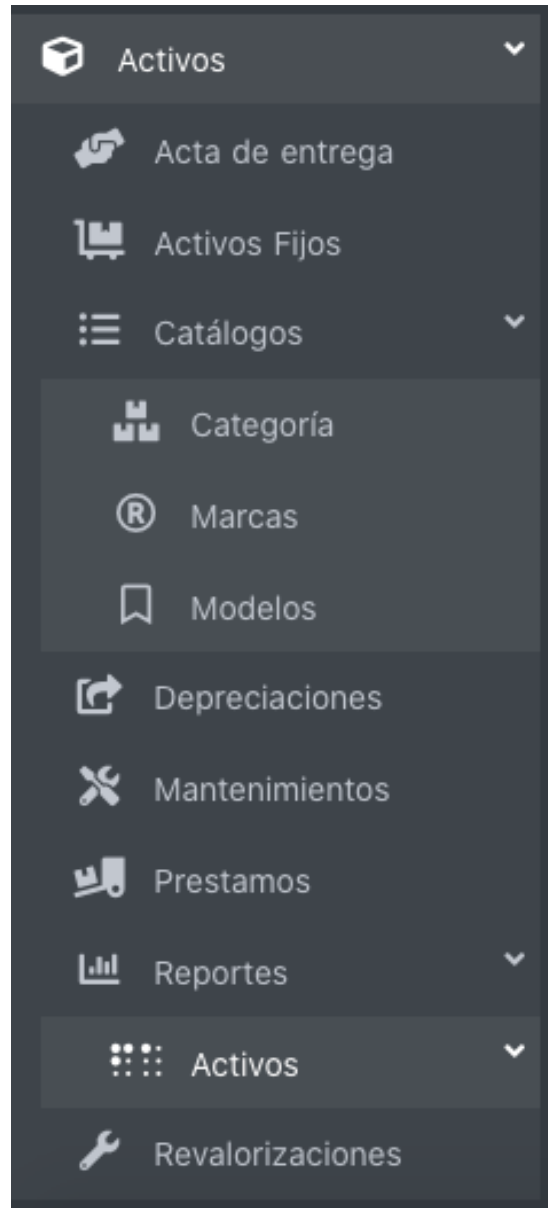 Activos
Acta de entrega
Activos Fijos
Catálogos
Categoría
Marcas
Modelos
Depreciaciones
Mantenimientos
Prestamos
Reportes
Activos
Revalorizaciones